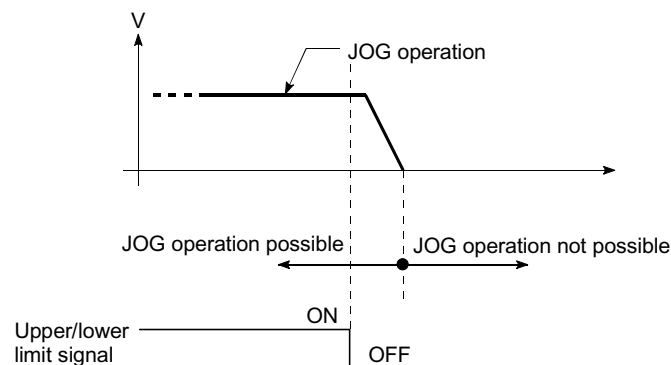 V
JOG operation
JOG operation possible
JOG operation not possible
ON
Upper/lower
limit signal
OFF